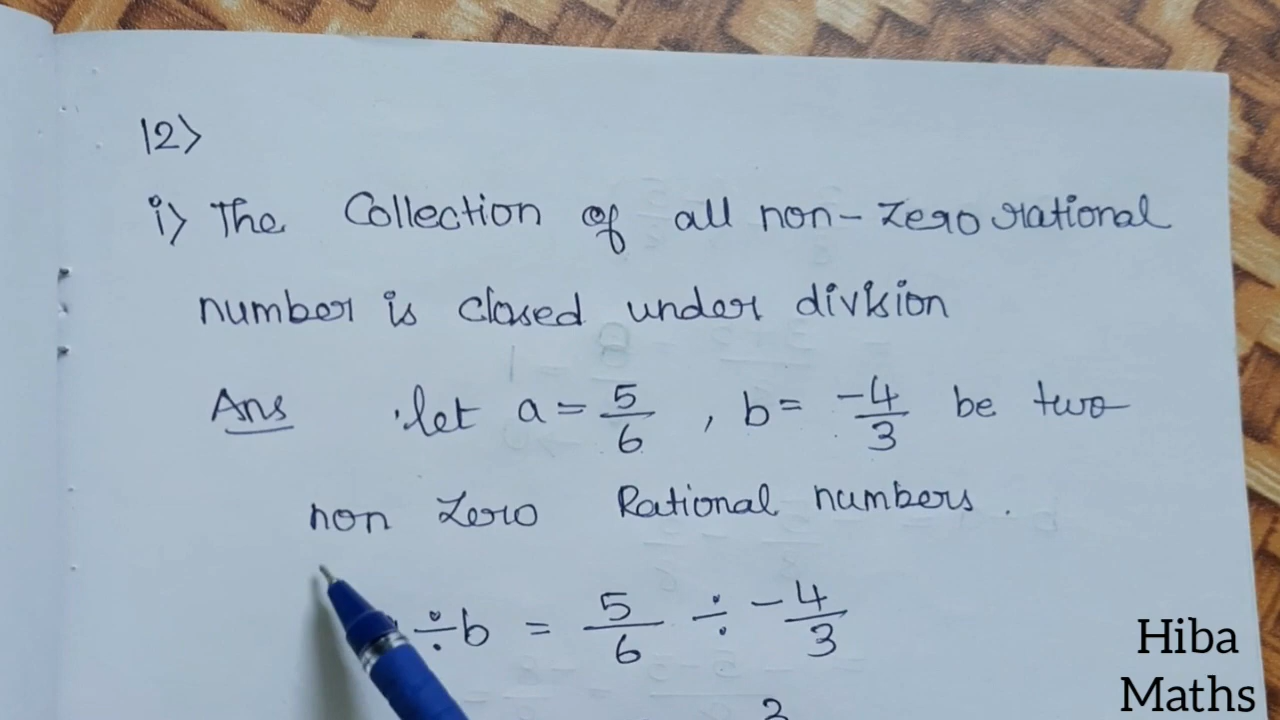 12>
i> The Collection of all non-zero rational
number is closed under division
Ans let a = 5/6 , b = -4/3 be two
non zero Rational numbers .
÷ b = 5/6 ÷ -4/3
Hiba
Maths